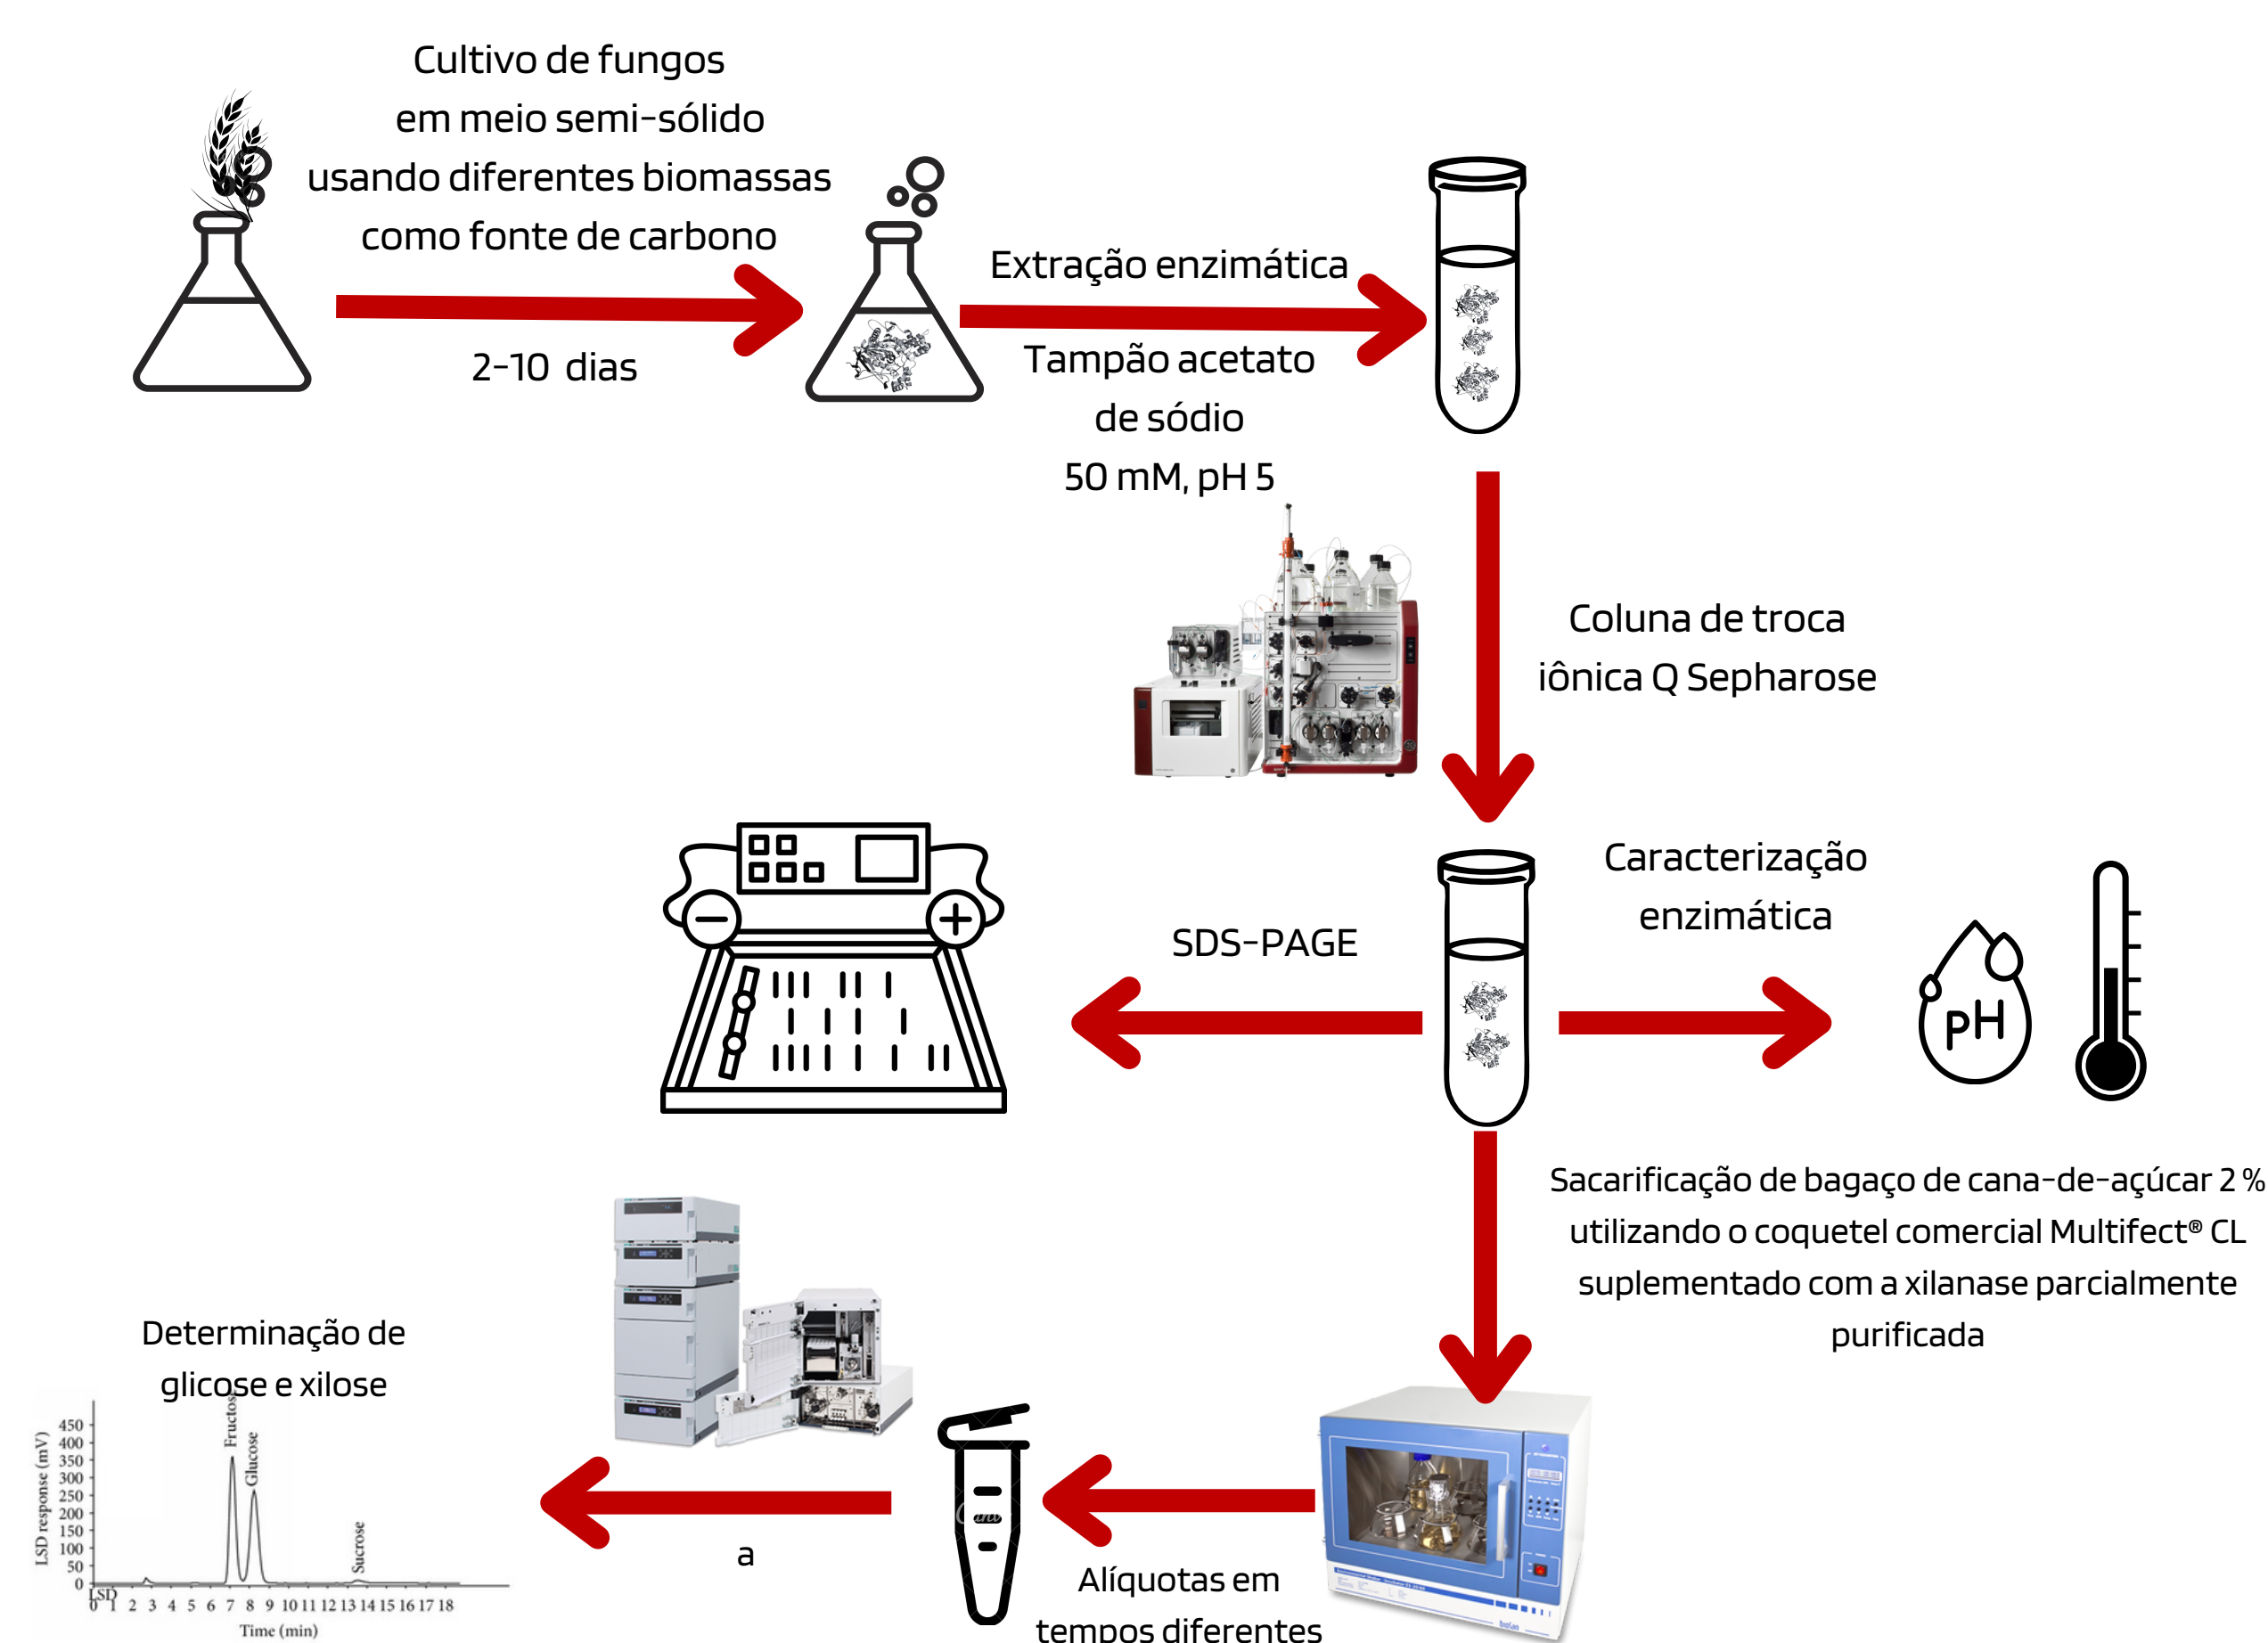 Cultivo de fungos
em meio semi-sólido
usando diferentes biomassas
como fonte de carbono
2-10 dias
Extração enzimática
Tampão acetato
de sódio
50 mM, pH 5
Coluna de troca
iônica Q Sepharose
Caracterização
enzimática
SDS-PAGE
pH
Sacarificação de bagaço de cana-de-açúcar 2 %
utilizando o coquetel comercial Multifect® CL
suplementado com a xilanase parcialmente
purificada
Alíquotas em
tempos diferentes
a
Determinação de
glicose e xilose
Fructose
Glucose
Sucrose
LSD response (mV)
450
400
350
300
250
200
150
100
50
0
LSD
0 1 2 3 4 5 6 7 8 9 10 11 12 13 14 15 16 17 18
Time (min)
Canva
biosan